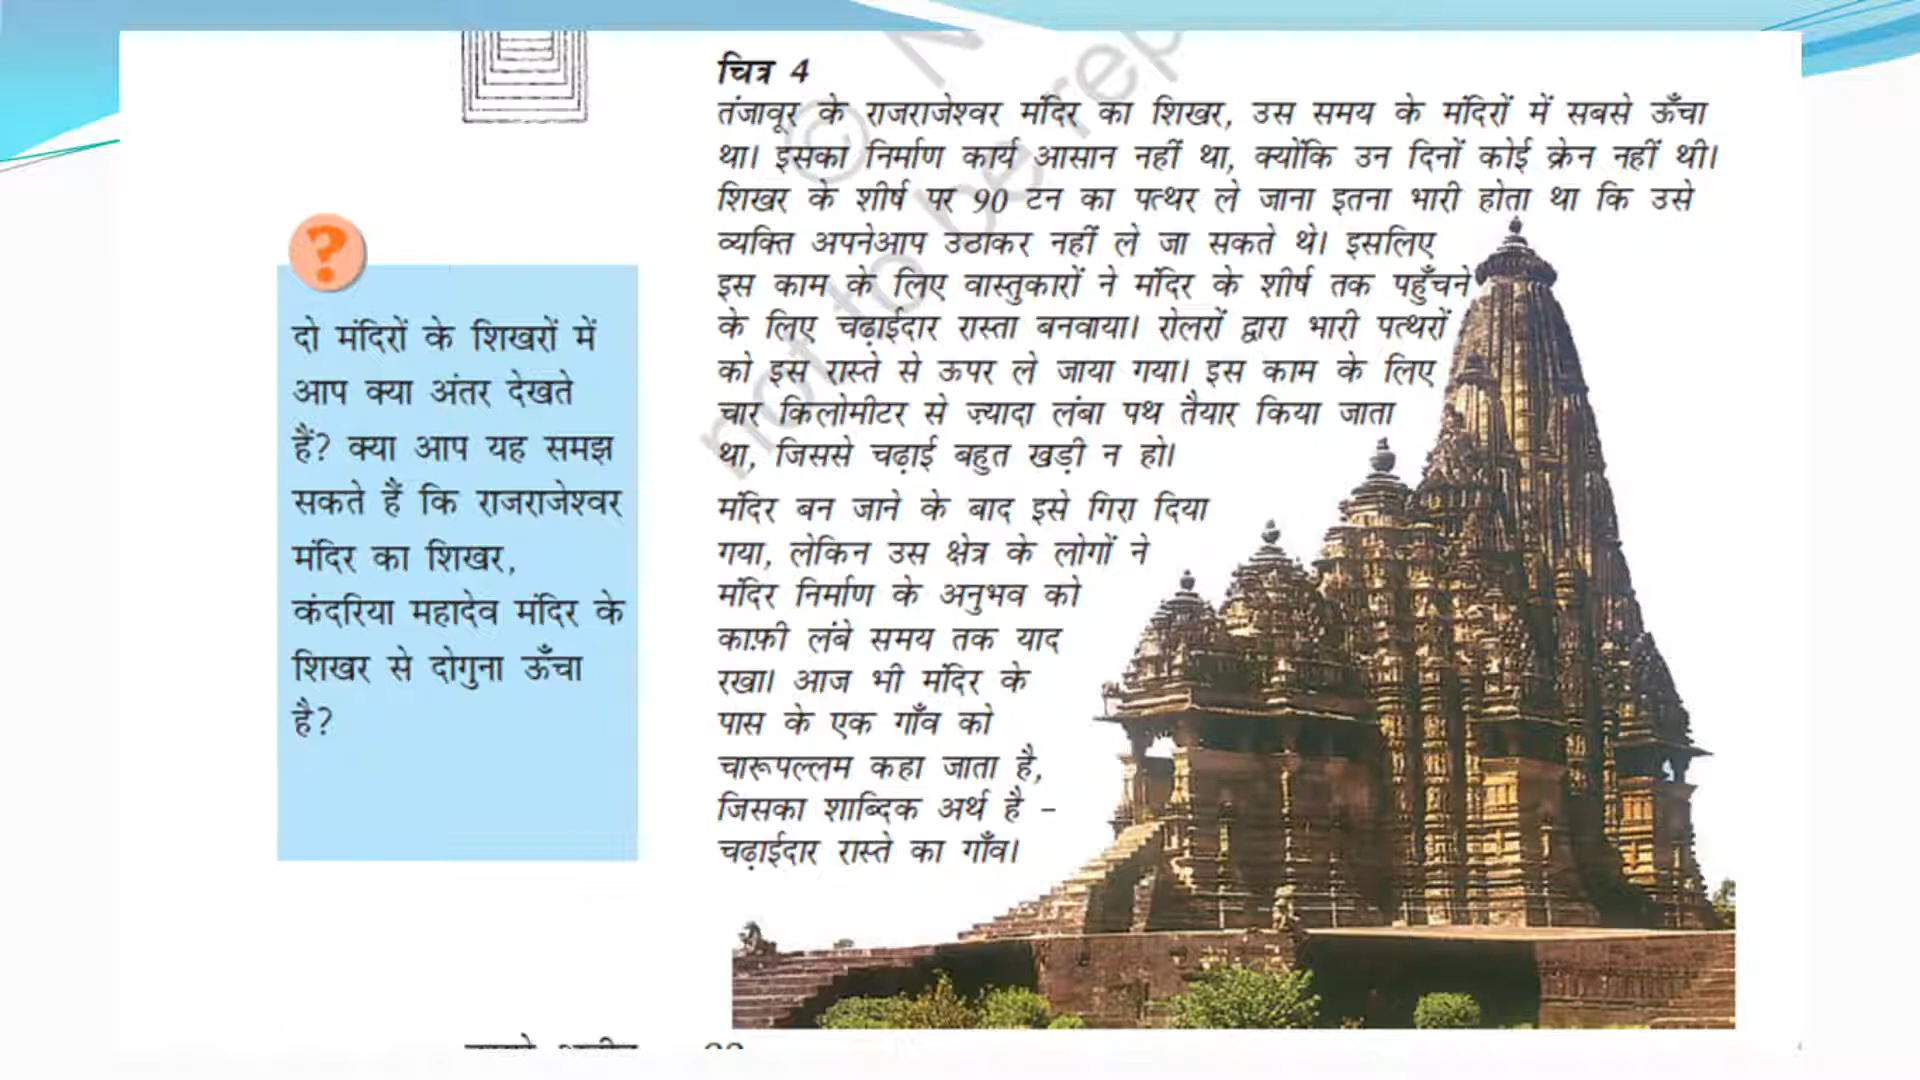 चित्र 4
तंजावूर के राजराजेश्वर मंदिर का शिखर, उस समय के मंदिरों में सबसे ऊँचा
था। इसका निर्माण कार्य आसान नहीं था, क्योंकि उन दिनों कोई क्रेन नहीं थी।
शिखर के शीर्ष पर 90 टन का पत्थर ले जाना इतना भारी होता था कि उसे
व्यक्ति अपनेआप उठाकर नहीं ले जा सकते थे। इसलिए
इस काम के लिए वास्तुकारों ने मंदिर के शीर्ष तक पहुँचने
के लिए चढ़ाईदार रास्ता बनवाया। रोलरों द्वारा भारी पत्थरों
को इस रास्ते से ऊपर ले जाया गया। इस काम के लिए
चार किलोमीटर से ज़्यादा लंबा पथ तैयार किया जाता
था, जिससे चढ़ाई बहुत खड़ी न हो।
मंदिर बन जाने के बाद इसे गिरा दिया
गया, लेकिन उस क्षेत्र के लोगों ने
मंदिर निर्माण के अनुभव को
काफ़ी लंबे समय तक याद
रखा। आज भी मंदिर के
पास के एक गाँव को
चारूपल्लम कहा जाता है,
जिसका शाब्दिक अर्थ है –
चढ़ाईदार रास्ते का गाँव।
?
दो मंदिरों के शिखरों में
आप क्या अंतर देखते
हैं? क्या आप यह समझ
सकते हैं कि राजराजेश्वर
मंदिर का शिखर,
कंदरिया महादेव मंदिर के
शिखर से दोगुना ऊँचा
है?
© N
not to be rep